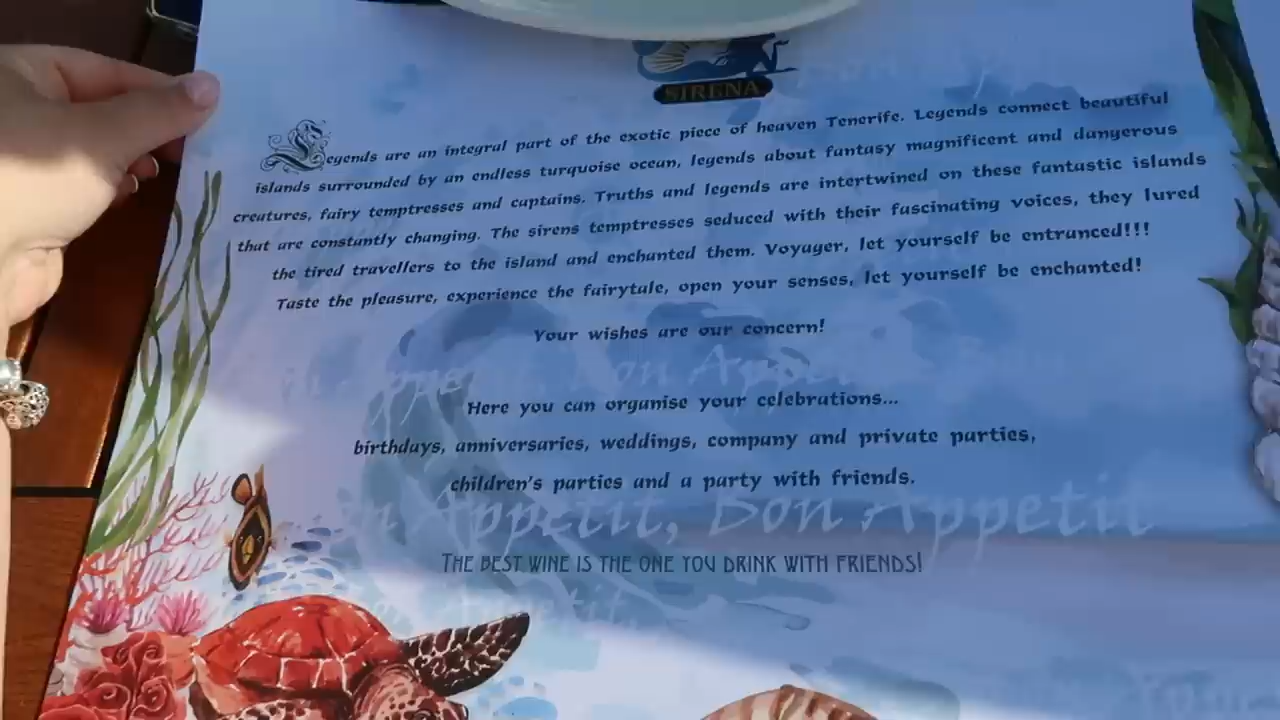 SIRENA
Legends are an integral part of the exotic piece of heaven Tenerife. Legends connect beautiful
islands surrounded by an endless turquoise ocean, legends about fantasy magnificent and dangerous
creatures, fairy temptresses and captains. Truths and legends are intertwined on these fantastic islands
that are constantly changing. The sirens temptresses seduced with their fascinating voices, they lured
the tired travellers to the island and enchanted them. Voyager, let yourself be entranced!!!
Taste the pleasure, experience the fairytale, open your senses, let yourself be enchanted!
Your wishes are our concern!
Appetit, Bon Appetit
Here you can organise your celebrations...
birthdays, anniversaries, weddings, company and private parties,
children's parties and a party with friends.
Appetit, Bon Appetit
THE BEST WINE IS THE ONE YOU DRINK WITH FRIENDS!
Appetit,